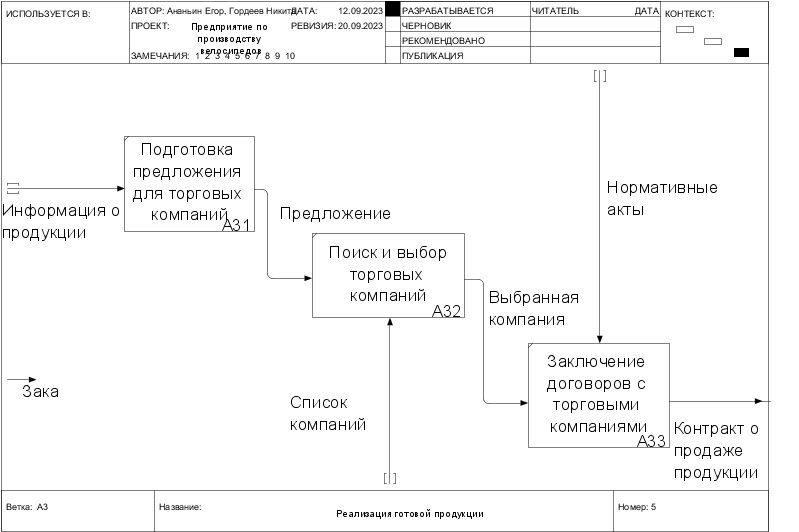 ИСПОЛЬЗУЕТСЯ В:
АВТОР: Ананьин Егор, Гордеев Никита
ДАТА: 12.09.2023
РАЗРАБАТЫВАЕТСЯ
ЧИТАТЕЛЬ
ДАТА
КОНТЕКСТ:
ПРОЕКТ:
Предприятие по
производству
велосипедов
РЕВИЗИЯ: 20.09.2023
ЧЕРНОВИК
РЕКОМЕНДОВАНО
ЗАМЕЧАНИЯ: 1 2 3 4 5 6 7 8 9 10
ПУБЛИКАЦИЯ
Подготовка
предложения
для торговых
компаний
A31
Информация о
продукции
Предложение
Нормативные
акты
Поиск и выбор
торговых
компаний
A32
Выбранная
компания
Зака
Список
компаний
Заключение
договоров с
торговыми
компаниями
A33
Контракт о
продаже
продукции
Ветка: A3
Название:
Реализация готовой продукции
Номер: 5